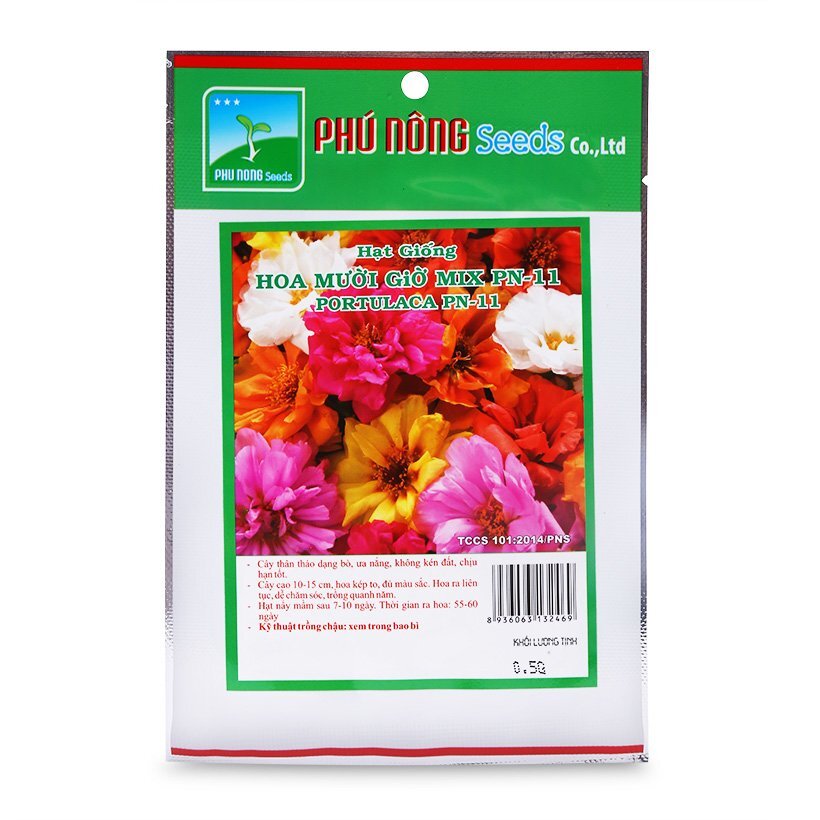 PHÚ NÔNG Seeds Co.,Ltd
PHU NONG Seeds
Hạt Giống
HOA MƯỜI GIỜ MIX PN-11
PORTULACA PN-11
TCCS 101:2014/PNS
- Cây thân thảo dạng bò, ưa nắng, không kén đất, chịu
hạn tốt.
- Cây cao 10-15 cm, hoa kép to, đủ màu sắc. Hoa ra liên
tục, dễ chăm sóc, trồng quanh năm.
- Hạt nảy mầm sau 7-10 ngày. Thời gian ra hoa: 55-60
ngày
- Kỹ thuật trồng chậu: xem trong bao bì
8 936063 132469
KHỐI LƯỢNG TỊNH
0.5G